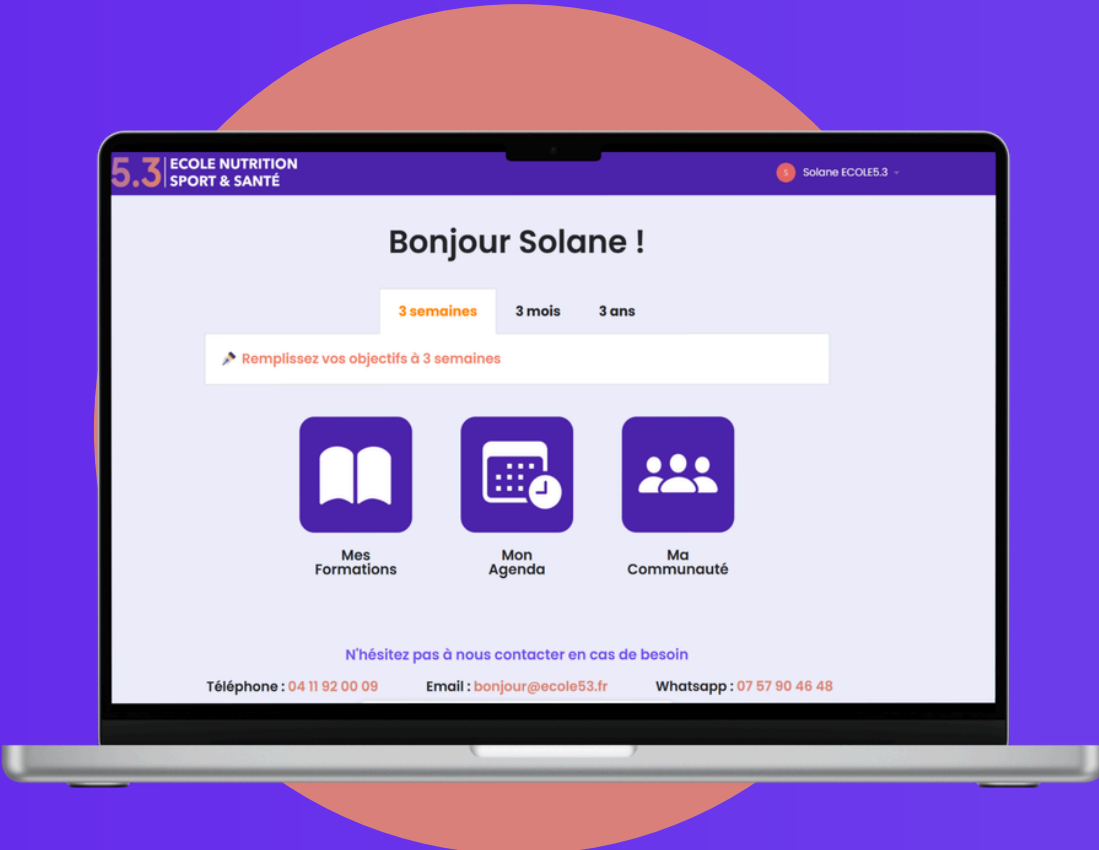 5.3 ECOLE NUTRITION
SPORT & SANTÉ
S Solane ECOLE5.3
Bonjour Solane !
3 semaines 3 mois 3 ans
Remplissez vos objectifs à 3 semaines
Mes
Formations
Mon
Agenda
Ma
Communauté
N'hésitez pas à nous contacter en cas de besoin
Téléphone : 04 11 92 00 09 Email : bonjour@ecole53.fr Whatsapp : 07 57 90 46 48